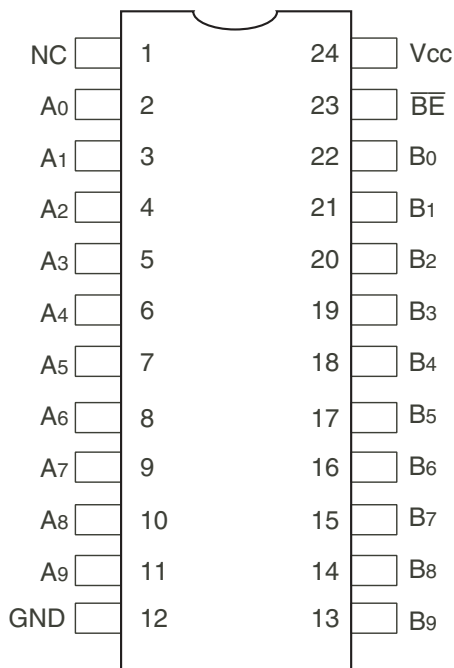 NC 1 24 Vcc
A0 2 23 B̅E̅
A1 3 22 B0
A2 4 21 B1
A3 5 20 B2
A4 6 19 B3
A5 7 18 B4
A6 8 17 B5
A7 9 16 B6
A8 10 15 B7
A9 11 14 B8
GND 12 13 B9